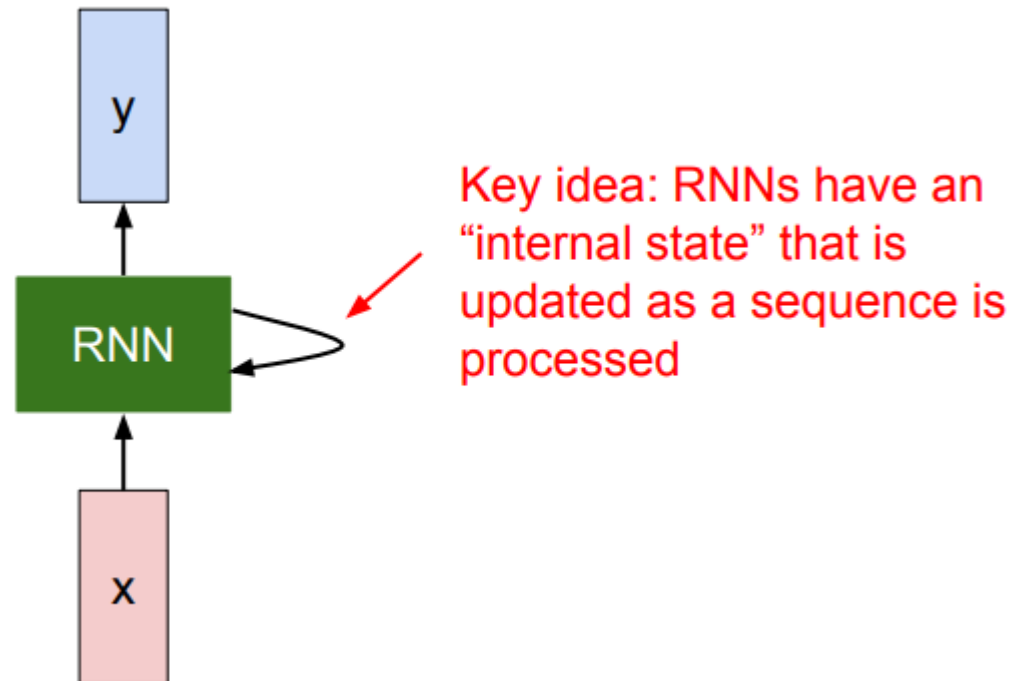 y
Key idea: RNNs have an
“internal state” that is
updated as a sequence is
processed
RNN
x